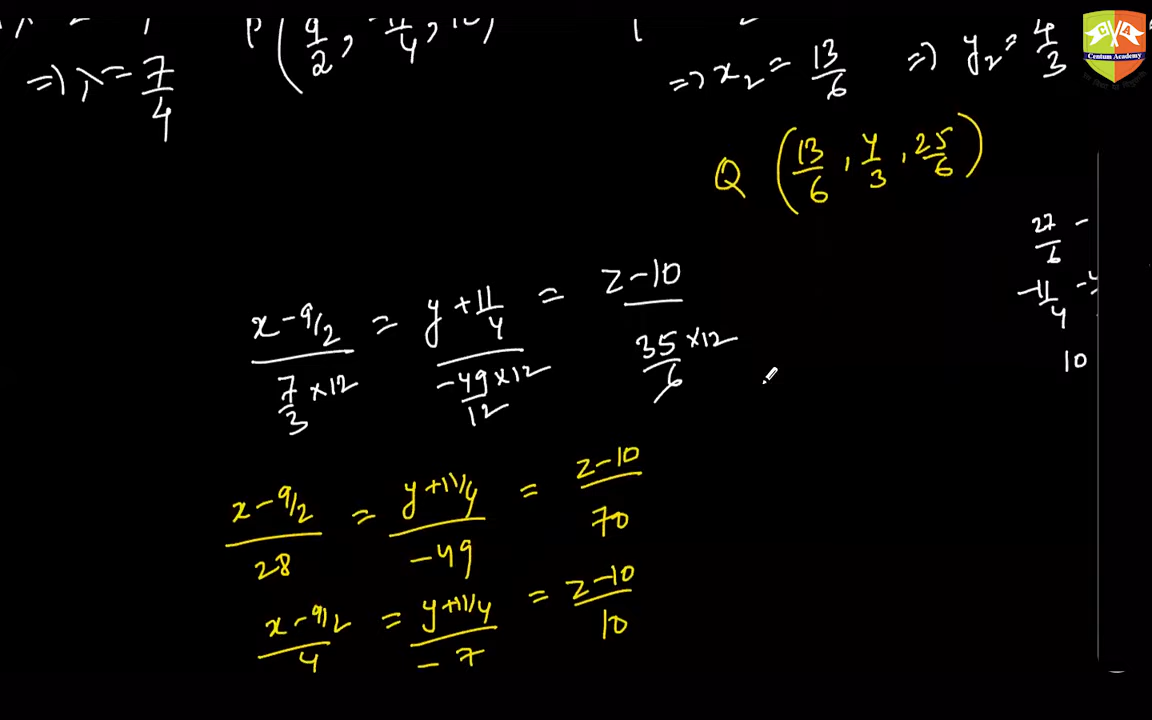 ⇒ λ = 7/4
P (9/2, -11/4, 10)
⇒ x₂ = 13/6 ⇒ y₂ = 4/3
Centum Academy
Q (13/6, 4/3, 25/6)
27/6 -
-11/4 -
10
(x - 9/2)/(7/3 × 12) = (y + 11/4)/(-49/12 × 12) = (z - 10)/(35/6 × 12)
(x - 9/2)/28 = (y + 11/4)/-49 = (z - 10)/70
(x - 9/2)/4 = (y + 11/4)/-7 = (z - 10)/10